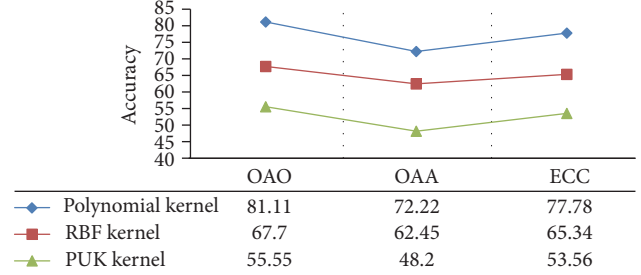 85
80
75
70
65
60
55
50
45
40
Accuracy
OAO OAA ECC
Polynomial kernel 81.11 72.22 77.78
RBF kernel 67.7 62.45 65.34
PUK kernel 55.55 48.2 53.56